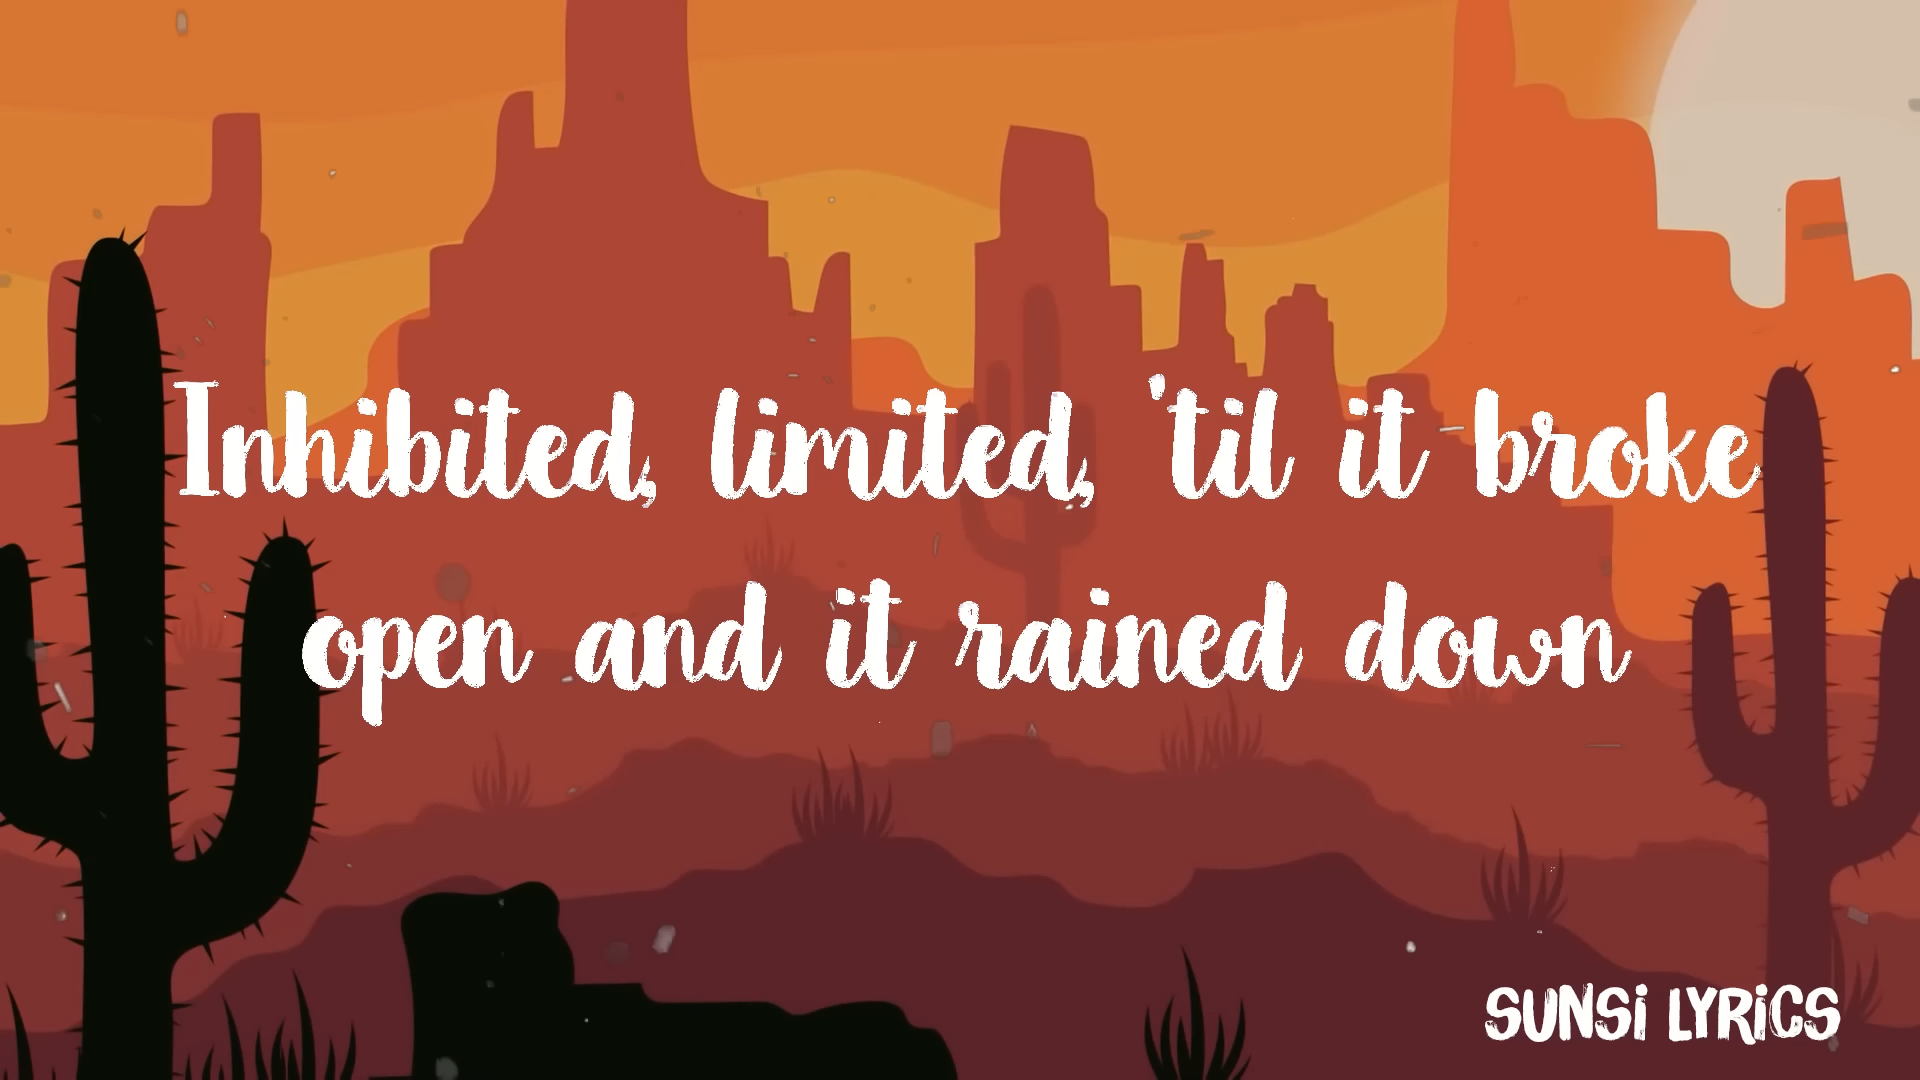 Inhibited, limited, 'til it broke
open and it rained down
SUNSi LYRiCS